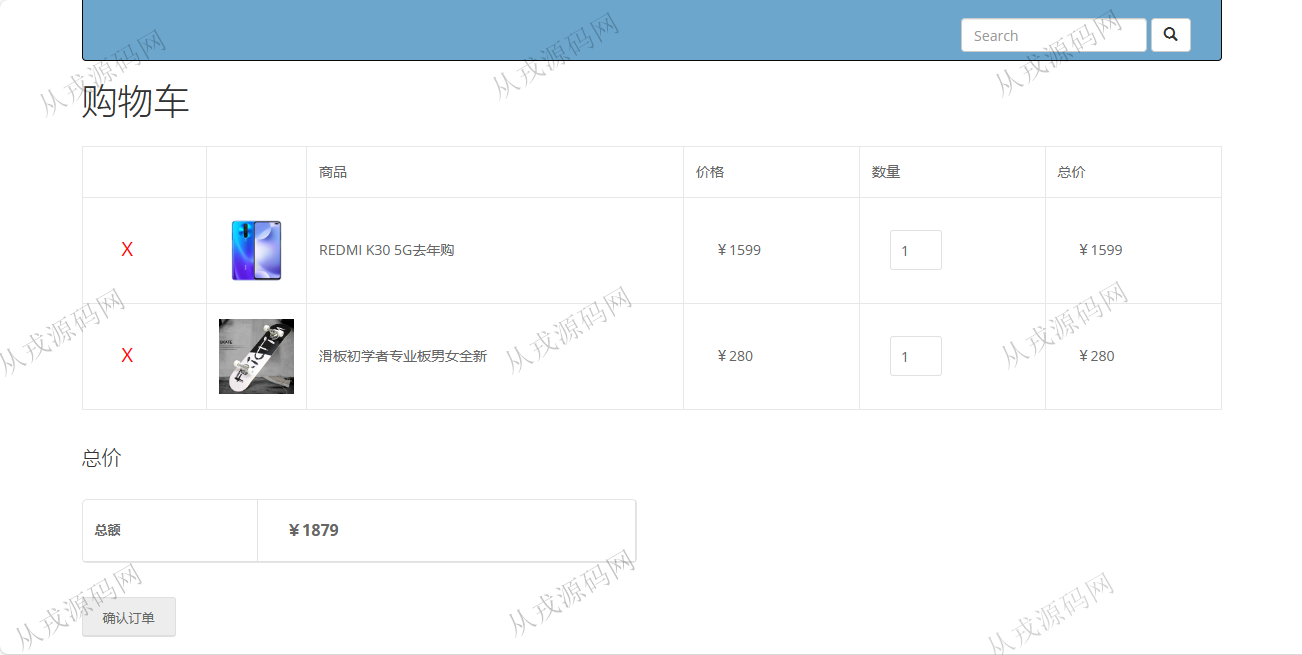 Search
购物车
商品 价格 数量 总价
X REDMI K30 5G去年购 ￥1599 1 ￥1599
X 滑板初学者专业板男女全新 ￥280 1 ￥280
总价
总额 ￥1879
确认订单
从戎源码网
从戎源码网
从戎源码网
从戎源码网
从戎源码网
从戎源码网
从戎源码网
从戎源码网
从戎源码网